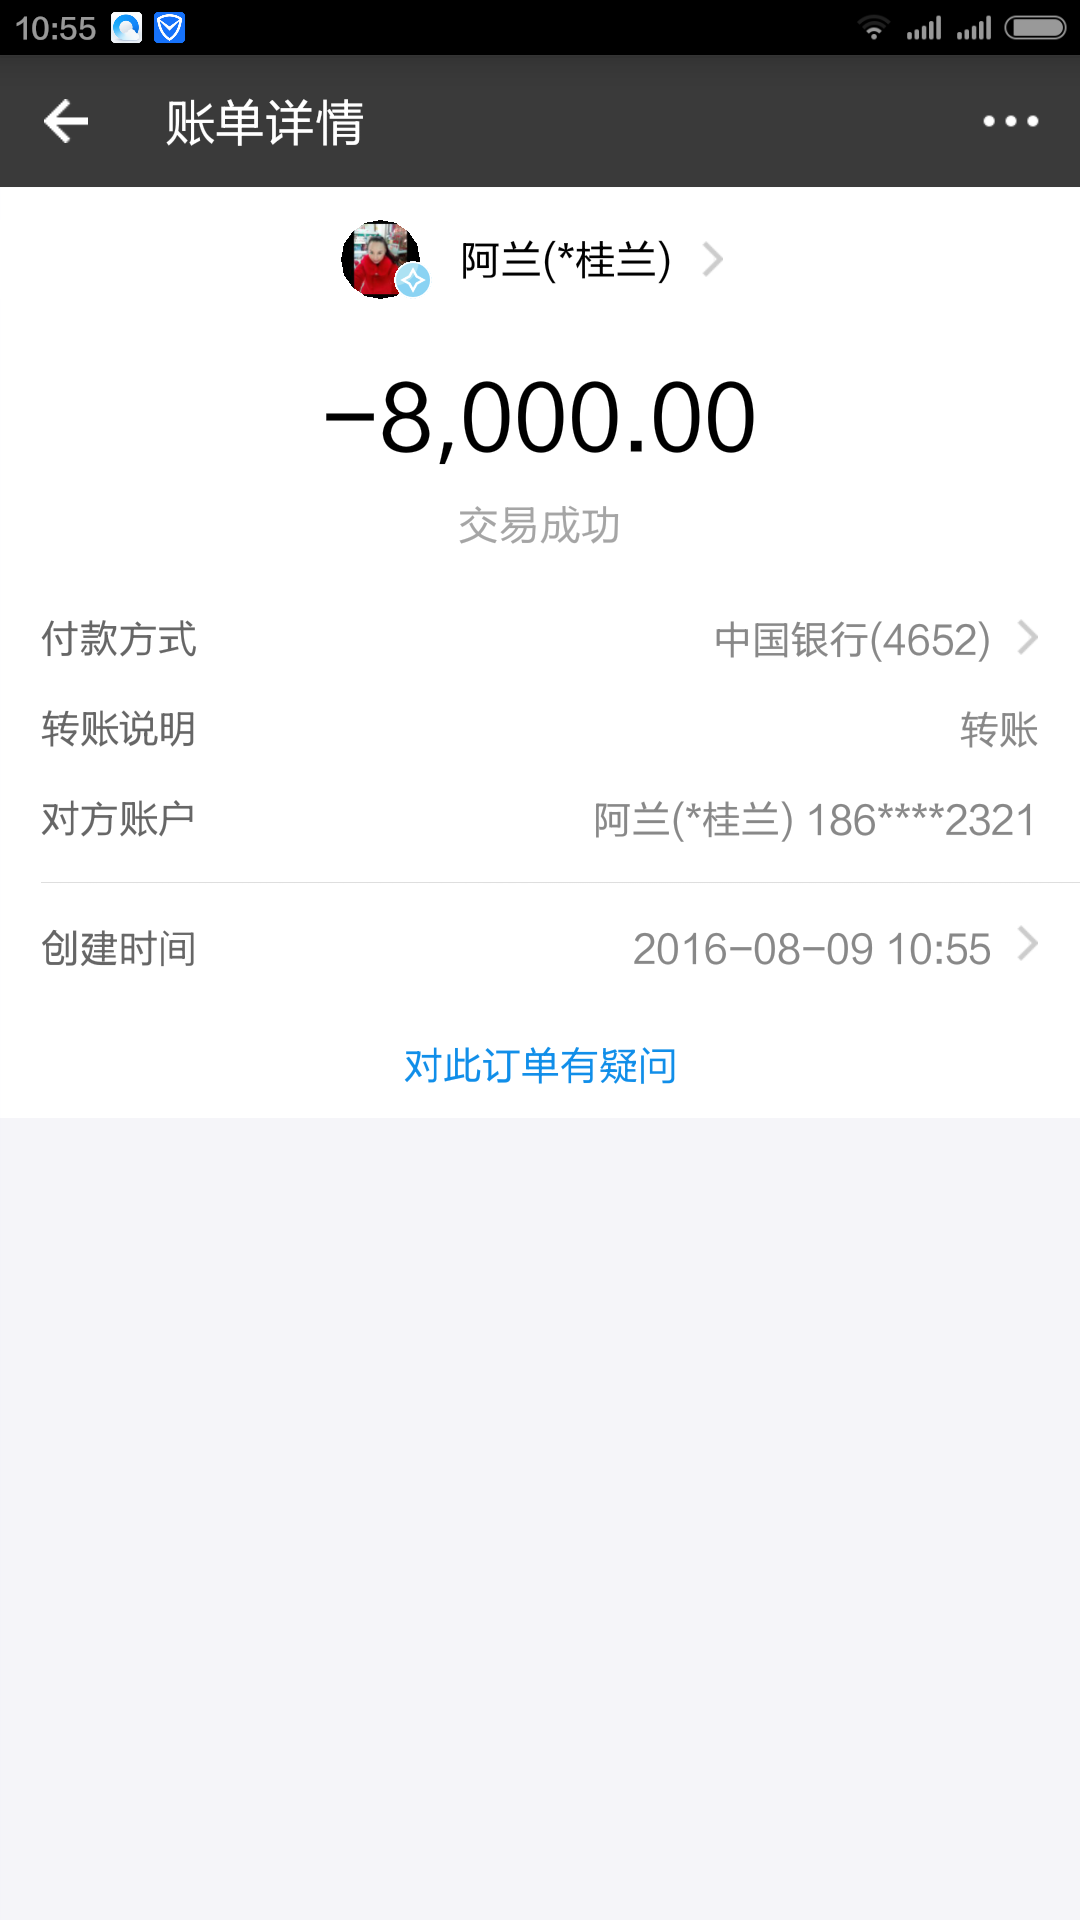 10:55
账单详情
阿兰(*桂兰)
-8,000.00
交易成功
付款方式 中国银行(4652)
转账说明 转账
对方账户 阿兰(*桂兰) 186****2321
创建时间 2016-08-09 10:55
对此订单有疑问